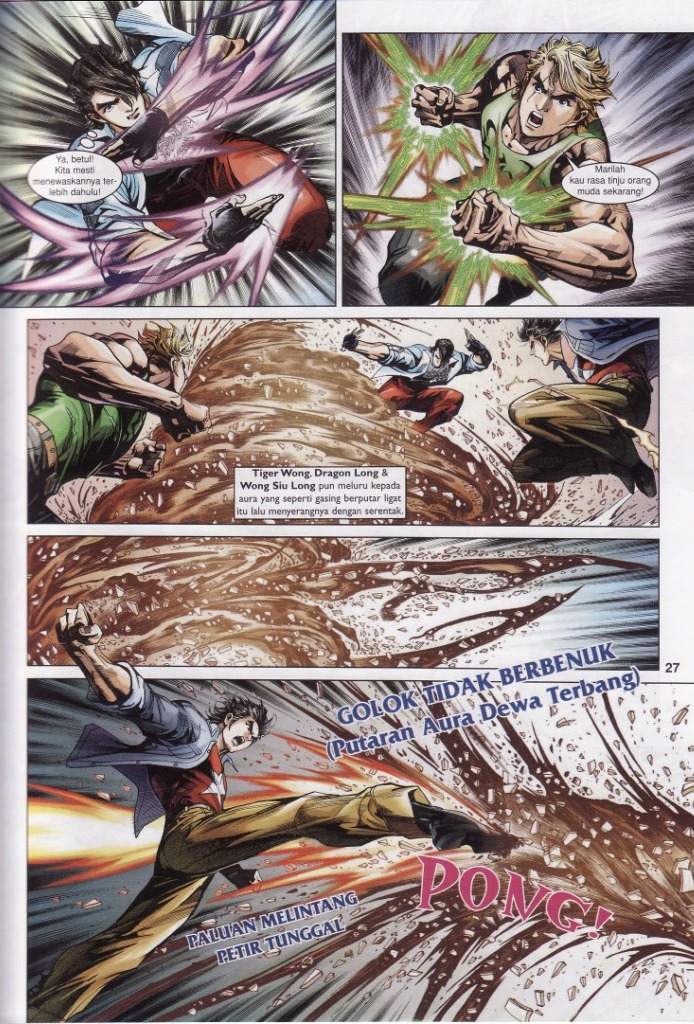 Ya, betul!
Kita mesti
menewaskannya ter-
lebih dahulu!
Marilah
kau rasa tinju orang
muda sekarang!
Tiger Wong, Dragon Long &
Wong Siu Long pun meluru kepada
aura yang seperti gasing berputar ligat
itu lalu menyerangnya dengan serentak.
27
GOLOK TIDAK BERBENUK
(Putaran Aura Dewa Terbang)
PONG!
PALUAN MELINTANG
PETIR TUNGGAL